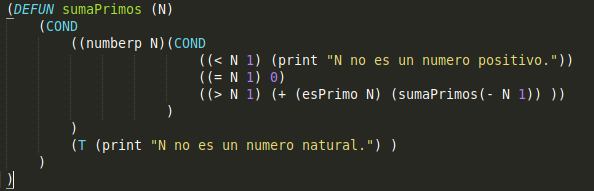 (DEFUN sumaPrimos (N)
(COND
((numberp N)(COND
((< N 1) (print "N no es un numero positivo."))
((= N 1) 0)
((> N 1) (+ (esPrimo N) (sumaPrimos(- N 1)) ))
)
)
(T (print "N no es un numero natural.") )
)
)